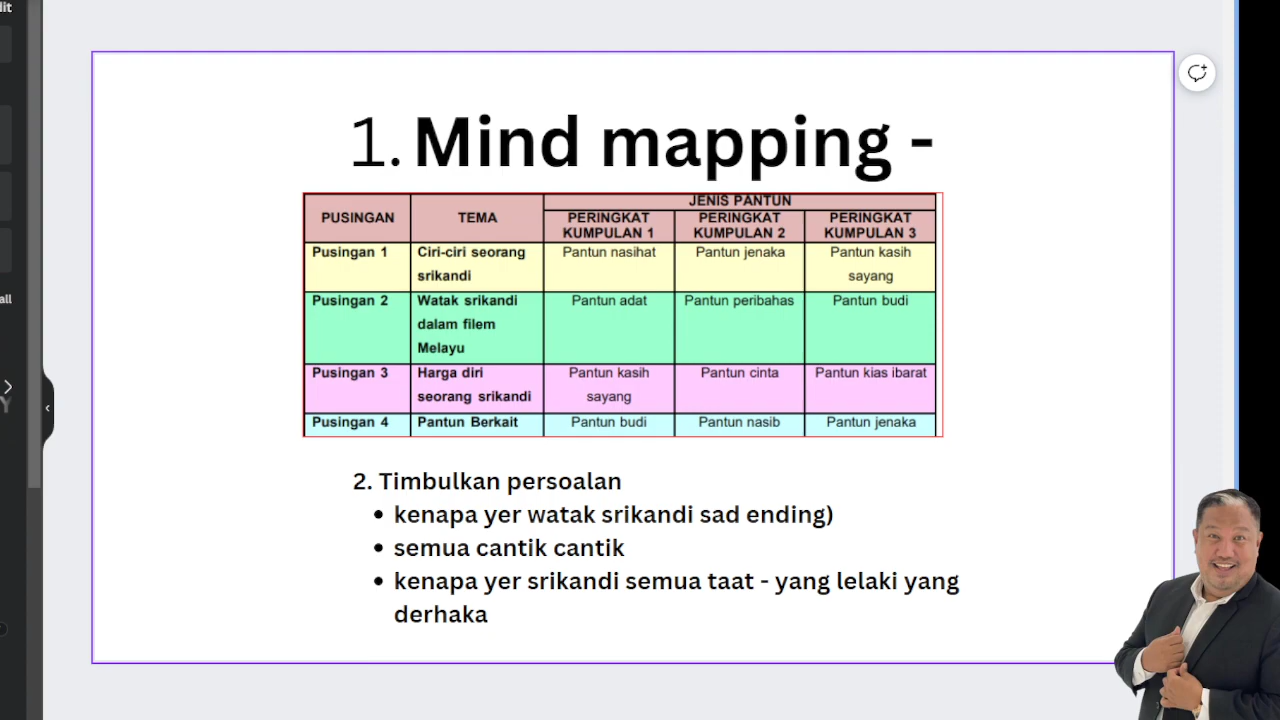 dit
all
Y
1. Mind mapping -
JENIS PANTUN
PUSINGAN TEMA PERINGKAT KUMPULAN 1 PERINGKAT KUMPULAN 2 PERINGKAT KUMPULAN 3
Pusingan 1 Ciri-ciri seorang srikandi Pantun nasihat Pantun jenaka Pantun kasih sayang
Pusingan 2 Watak srikandi dalam filem Melayu Pantun adat Pantun peribahas Pantun budi
Pusingan 3 Harga diri seorang srikandi Pantun kasih sayang Pantun cinta Pantun kias ibarat
Pusingan 4 Pantun Berkait Pantun budi Pantun nasib Pantun jenaka
2. Timbulkan persoalan
• kenapa yer watak srikandi sad ending)
• semua cantik cantik
• kenapa yer srikandi semua taat - yang lelaki yang
derhaka